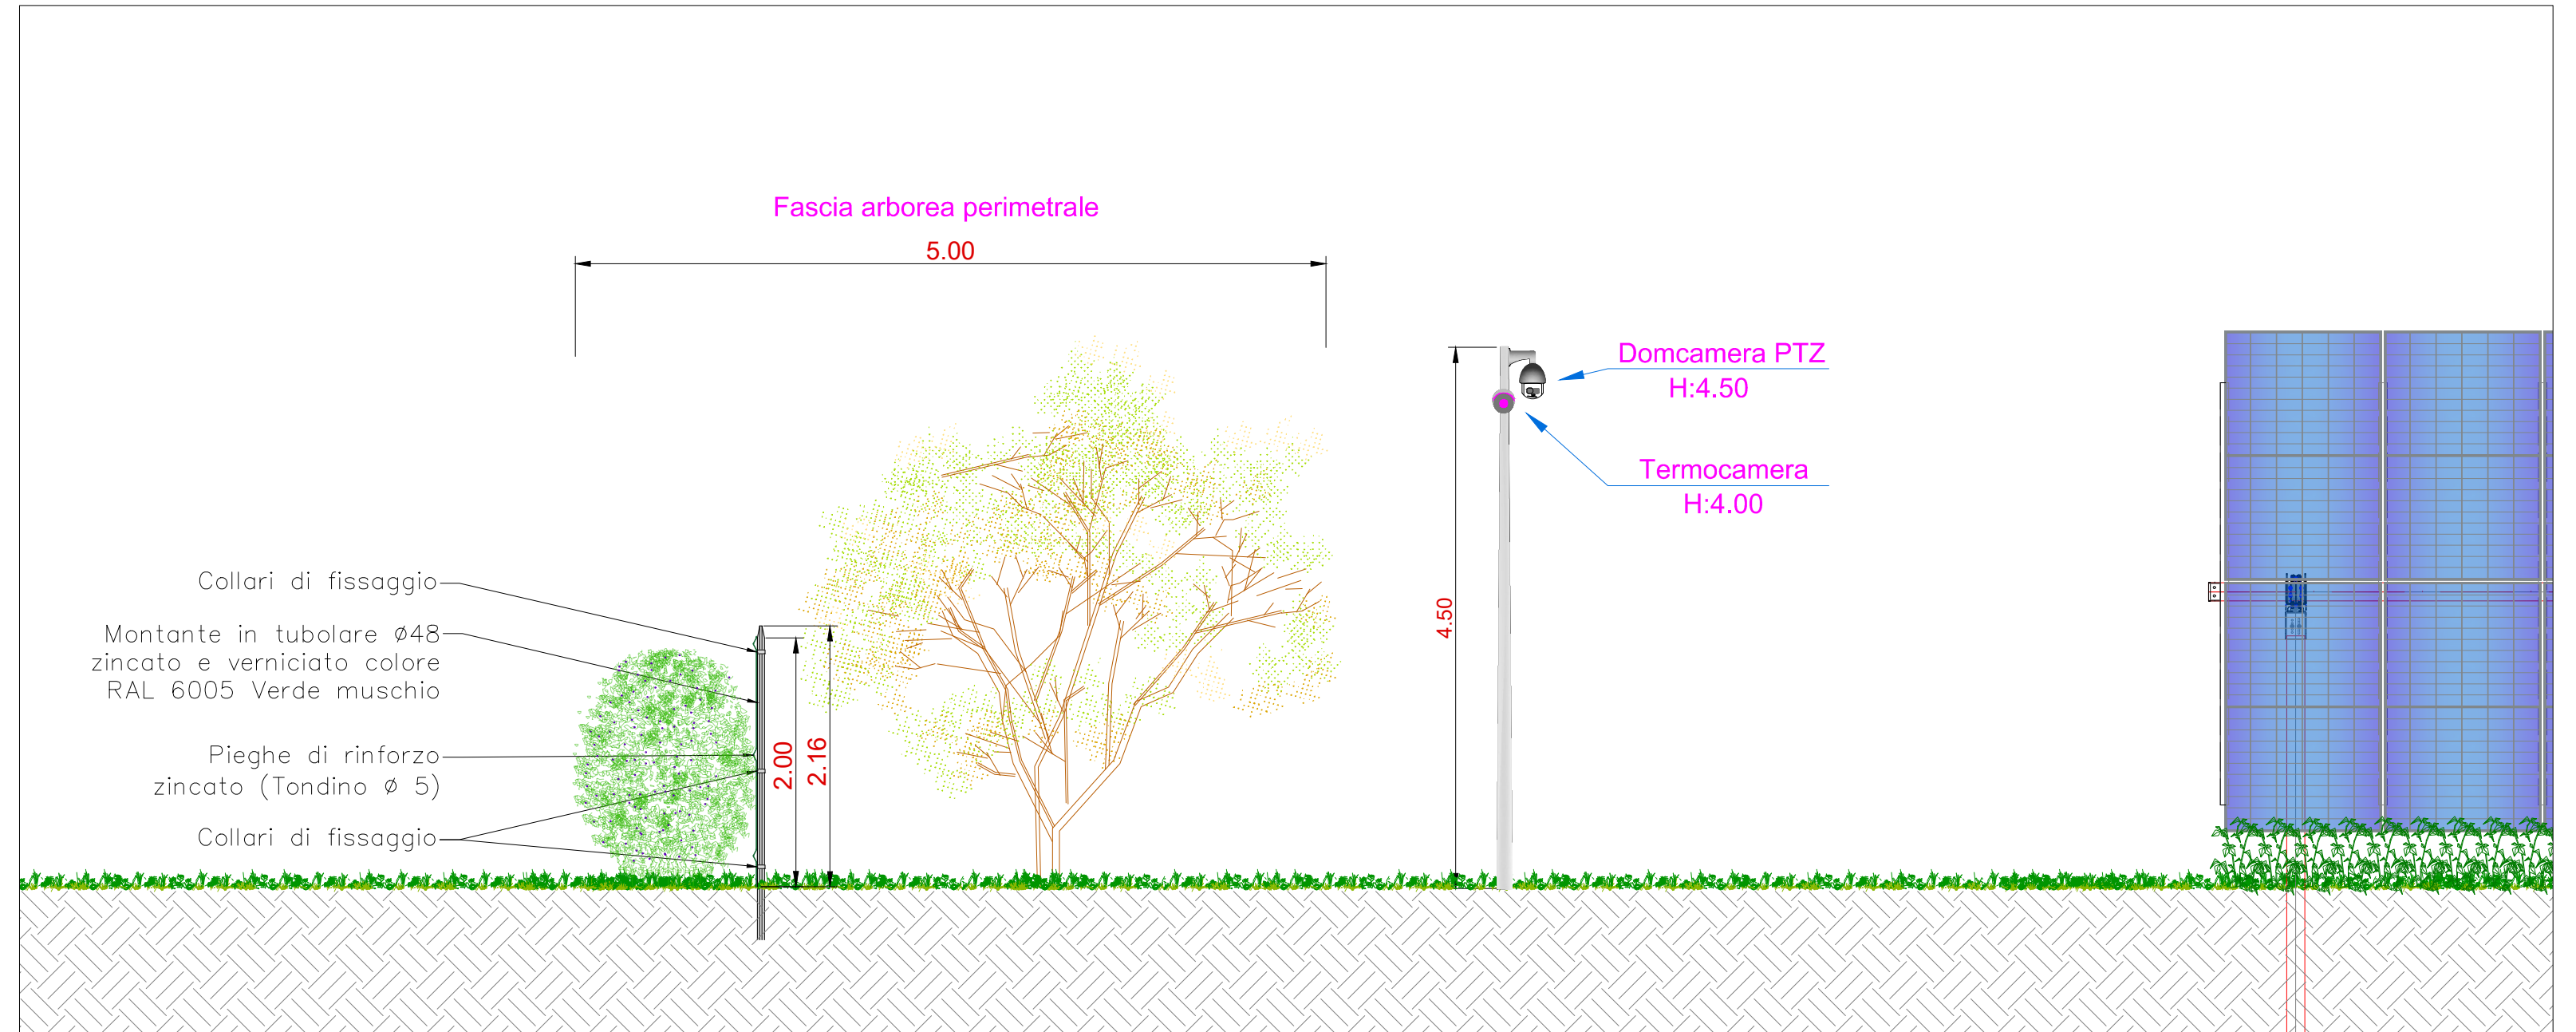 Fascia arborea perimetrale
5.00
Domcamera PTZ
H:4.50
Termocamera
H:4.00
4.50
Collari di fissaggio
Montante in tubolare Ø48
zincato e verniciato colore
RAL 6005 Verde muschio
Pieghe di rinforzo
zincato (Tondino Ø 5)
Collari di fissaggio
2.00
2.16